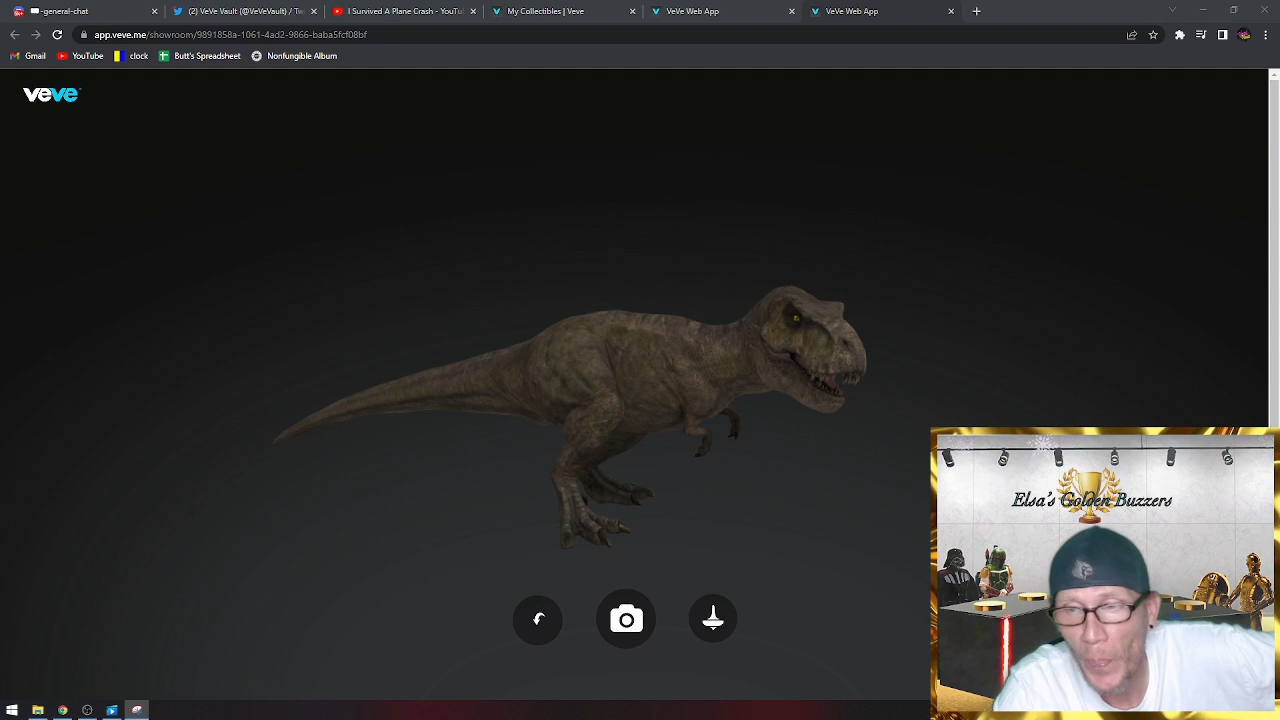 -general-chat
(2) VeVe Vault (@VeVeVault) / Twi
I Survived A Plane Crash - YouTu
My Collectibles | Veve
VeVe Web App
VeVe Web App
app.veve.me/showroom/9891858a-1061-4ad2-9866-baba5fcf08bf
Gmail
YouTube
clock
Butt's Spreadsheet
Nonfungible Album
veve
Elsa's Golden Buzzers